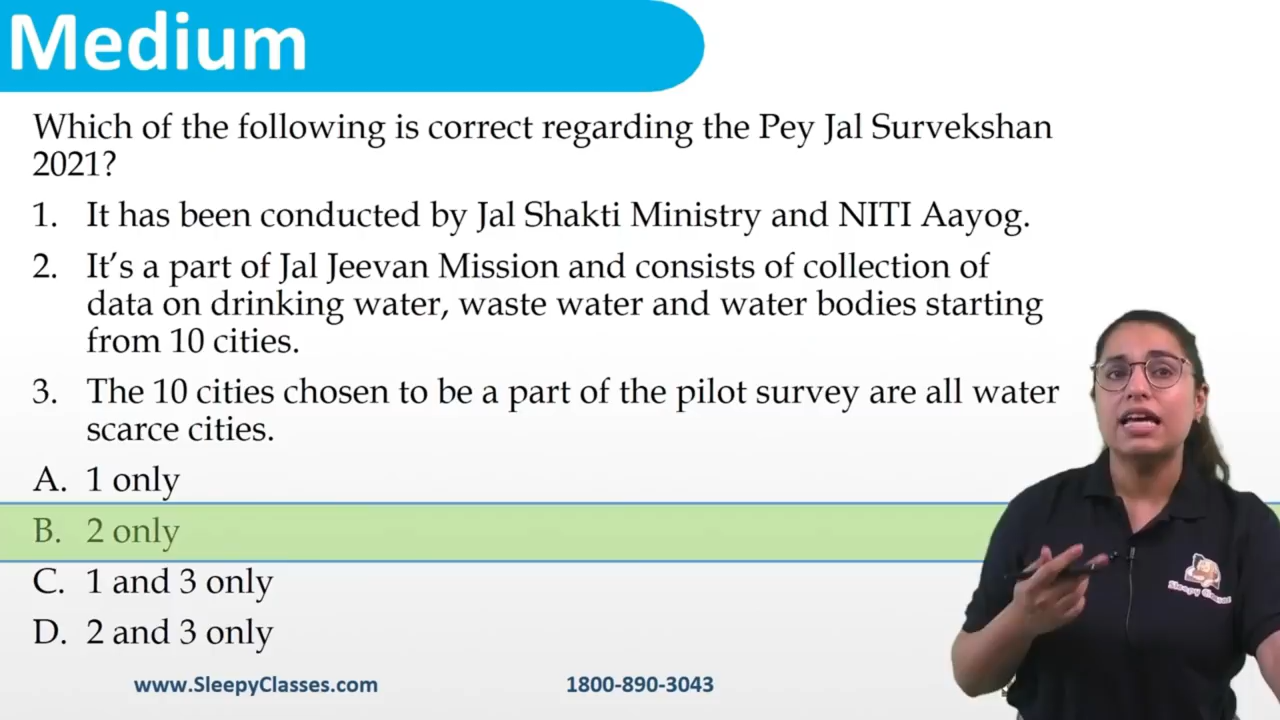 Medium
Which of the following is correct regarding the Pey Jal Survekshan
2021?
1. It has been conducted by Jal Shakti Ministry and NITI Aayog.
2. It’s a part of Jal Jeevan Mission and consists of collection of
data on drinking water, waste water and water bodies starting
from 10 cities.
3. The 10 cities chosen to be a part of the pilot survey are all water
scarce cities.
A. 1 only
B. 2 only
C. 1 and 3 only
D. 2 and 3 only
Sleepy Classes
www.SleepyClasses.com
1800-890-3043